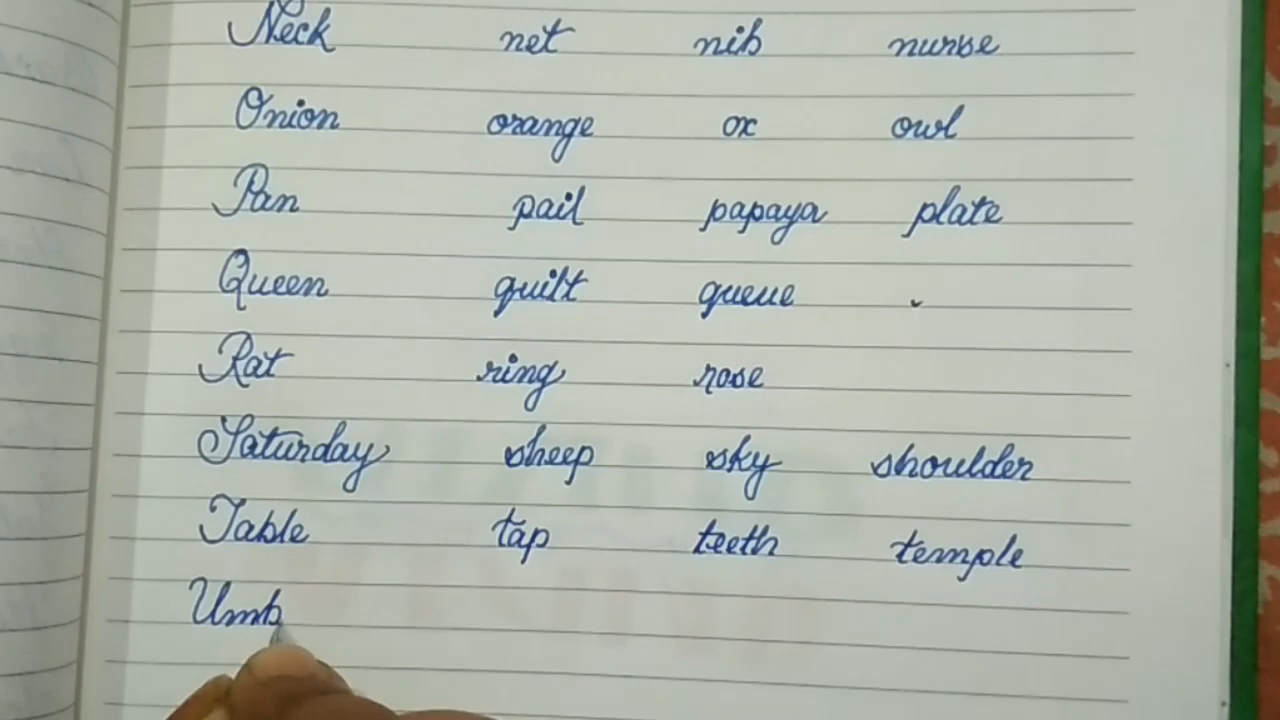 Neck net nib nurse
Onion orange ox owl
Pan pail papaya plate
Queen quilt queue
Rat ring rose
Saturday sheep sky shoulder
Table tap teeth temple
Umb